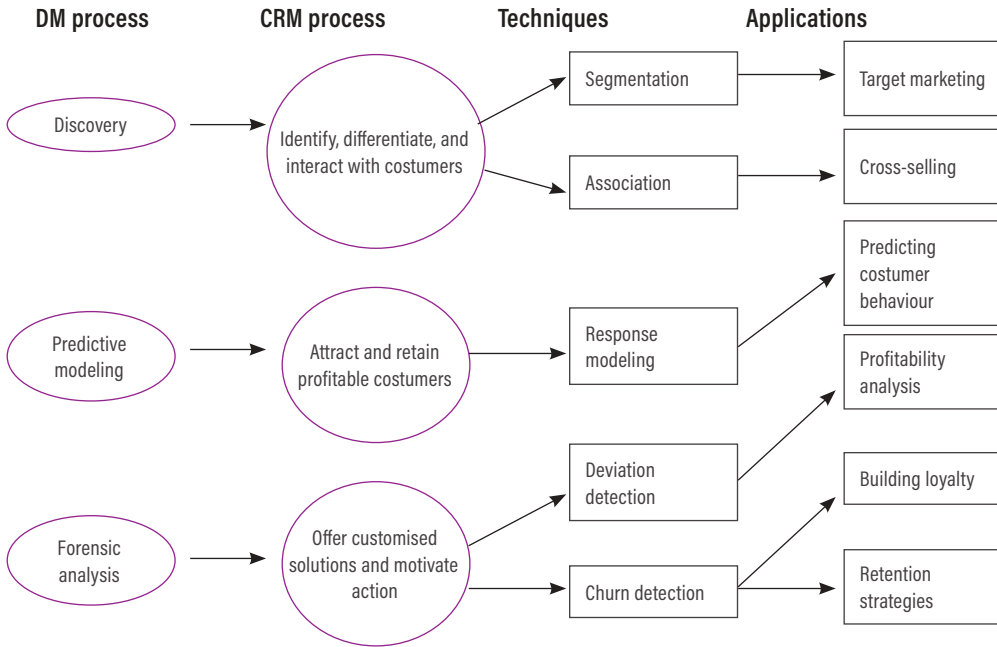 DM process
CRM process
Techniques
Applications
Discovery
Identify, differentiate, and
interact with costumers
Segmentation
Target marketing
Association
Cross-selling
Predictive
modeling
Attract and retain
profitable costumers
Response
modeling
Predicting
costumer
behaviour
Profitability
analysis
Forensic
analysis
Offer customised
solutions and motivate
action
Deviation
detection
Building loyalty
Churn detection
Retention
strategies